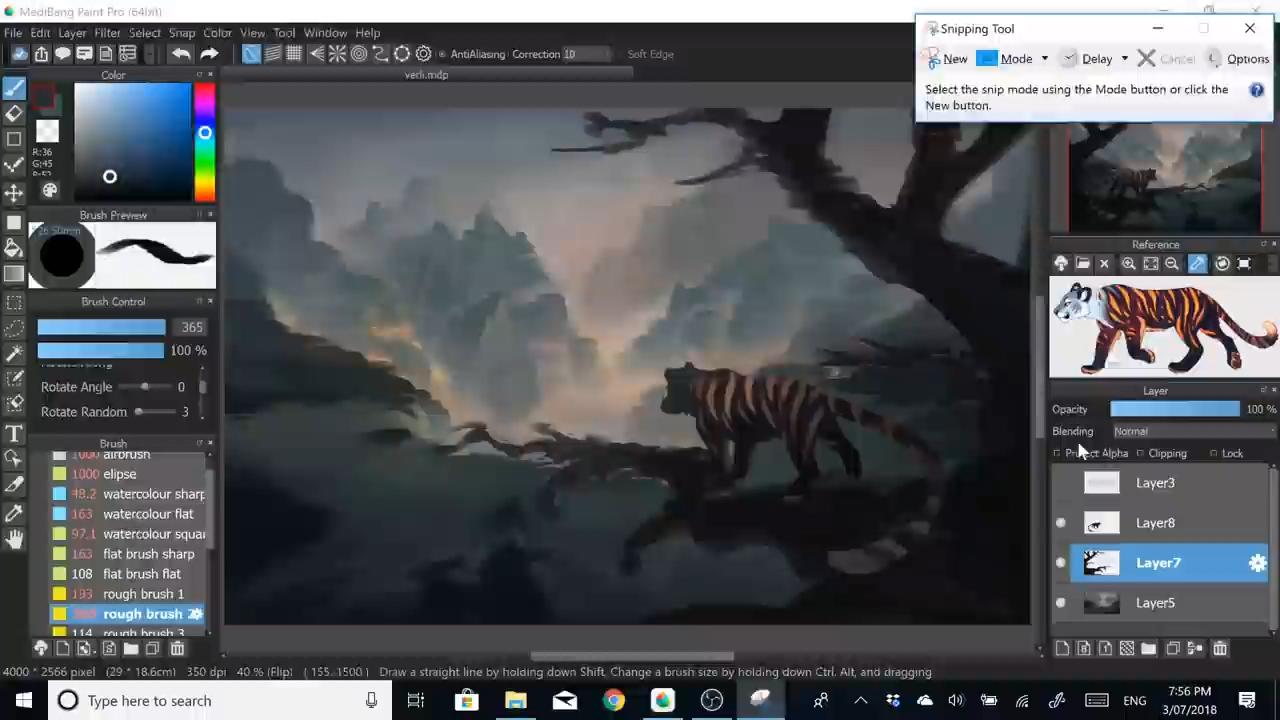 MediBang Paint Pro (64bit)
File Edit Layer Filter Select Snap Color View Tool Window Help
AntiAliasing Correction 10 Soft Edge
verli.mdp
Color
R:36
G:45
B:52
Brush Preview
26.50mm
Brush Control
365
100 %
Rotate Angle 0
Rotate Random 3
Brush
1000 airbrush
1000 elipse
48.2 watercolour sharp
163 watercolour flat
97.1 watercolour squar
163 flat brush sharp
108 flat brush flat
193 rough brush 1
rough brush 2
114 rough brush 3
4000 * 2566 pixel (29 * 18.6cm) 350 dpi 40 % (Flip) ( 155, 1500 ) Draw a straight line by holding down Shift, Change a brush size by holding down Ctrl, Alt, and dragging
Snipping Tool
New Mode Delay Cancel Options
Select the snip mode using the Mode button or click the
New button.
Reference
Layer
Opacity 100 %
Blending Normal
Protect Alpha Clipping Lock
Layer3
Layer8
Layer7
Layer5
Type here to search
ENG
7:56 PM
3/07/2018